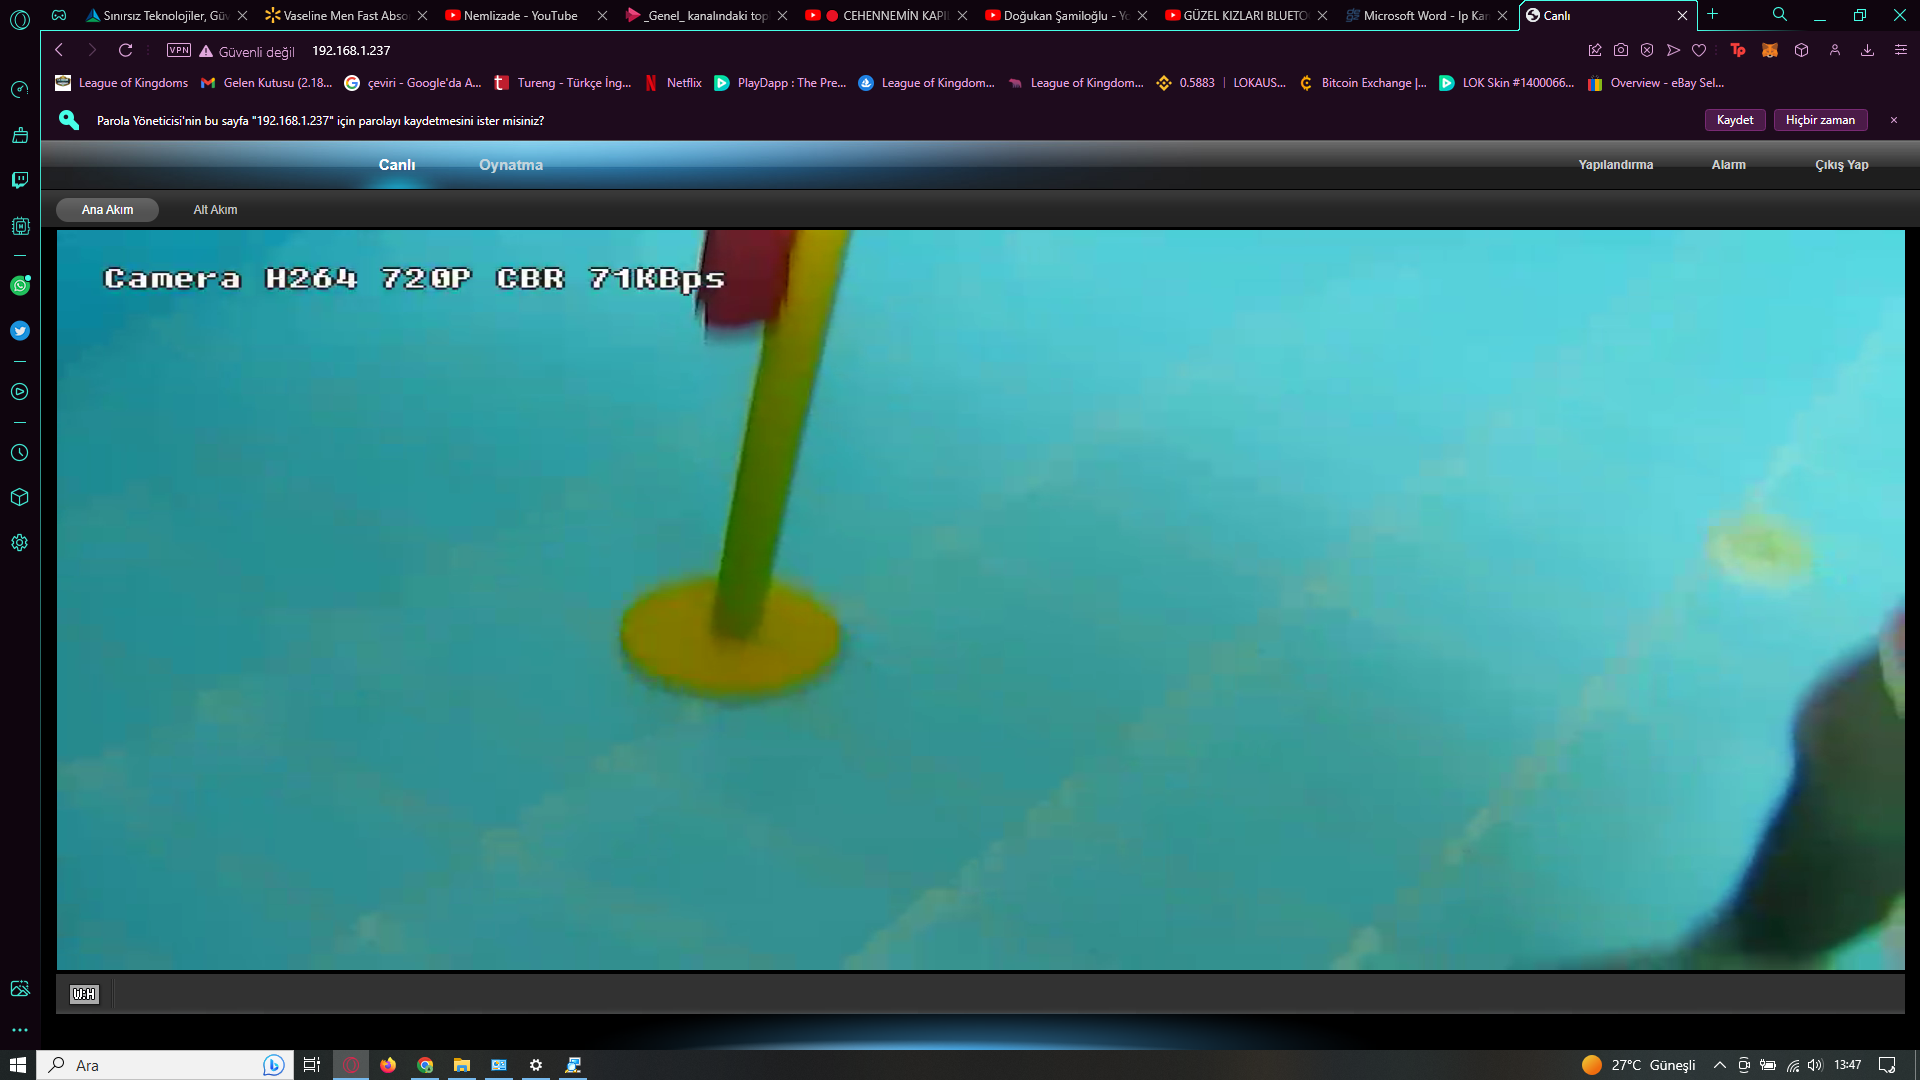 Sınırsız Teknolojiler, Gü
Vaseline Men Fast Abso
Nemlizade - YouTube
_Genel_ kanalındaki top
CEHENNEMİN KAPI
Doğukan Şamiloğlu - Yo
GÜZEL KIZLARI BLUETO
Microsoft Word - Ip Kar
Canlı
VPN
Güvenli değil
192.168.1.237
League of Kingdoms
Gelen Kutusu (2.18...
çeviri - Google'da A...
Tureng - Türkçe İng...
Netflix
PlayDapp : The Pre...
League of Kingdom...
League of Kingdom...
0.5883 | LOKAUS...
Bitcoin Exchange |...
LOK Skin #1400066...
Overview - eBay Sel...
Parola Yöneticisi'nin bu sayfa "192.168.1.237" için parolayı kaydetmesini ister misiniz?
Kaydet
Hiçbir zaman
Canlı
Oynatma
Yapılandırma
Alarm
Çıkış Yap
Ana Akım
Alt Akım
Camera H264 720P CBR 71KBps
W:H
Ara
27°C Güneşli
13:47